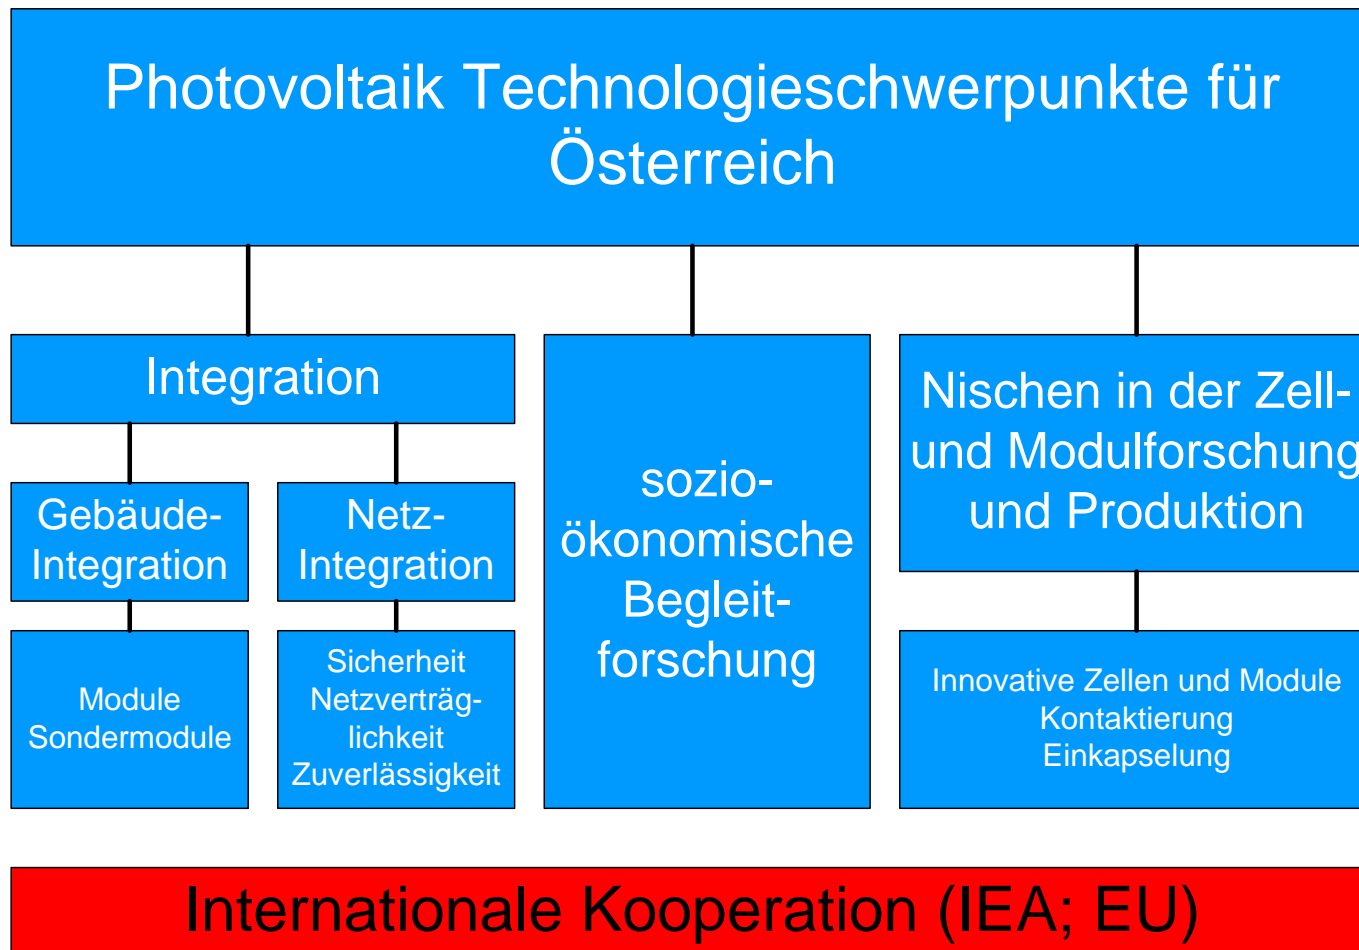 Photovoltaik Technologieschwerpunkte für
Österreich
Integration
Gebäude-
Integration
Netz-
Integration
Module
Sondermodule
Sicherheit
Netzverträg-
lichkeit
Zuverlässigkeit
sozio-
ökonomische
Begleit-
forschung
Nischen in der Zell-
und Modulforschung
und Produktion
Innovative Zellen und Module
Kontaktierung
Einkapselung
Internationale Kooperation (IEA; EU)